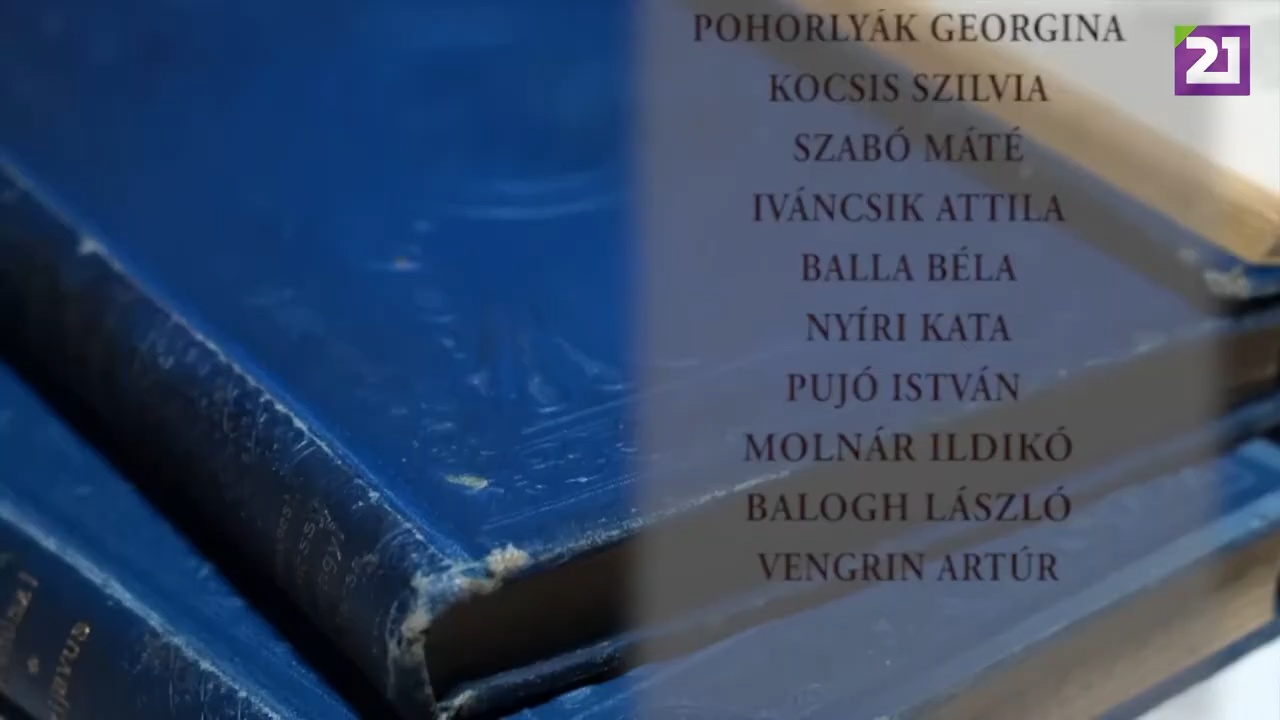 POHORLYÁK GEORGINA
21
KOCSIS SZILVIA
SZABÓ MÁTÉ
IVÁNCSIK ATTILA
BALLA BÉLA
NYÍRI KATA
PUJÓ ISTVÁN
MOLNÁR ILDIKÓ
BALOGH LÁSZLÓ
VENGRIN ARTÚR